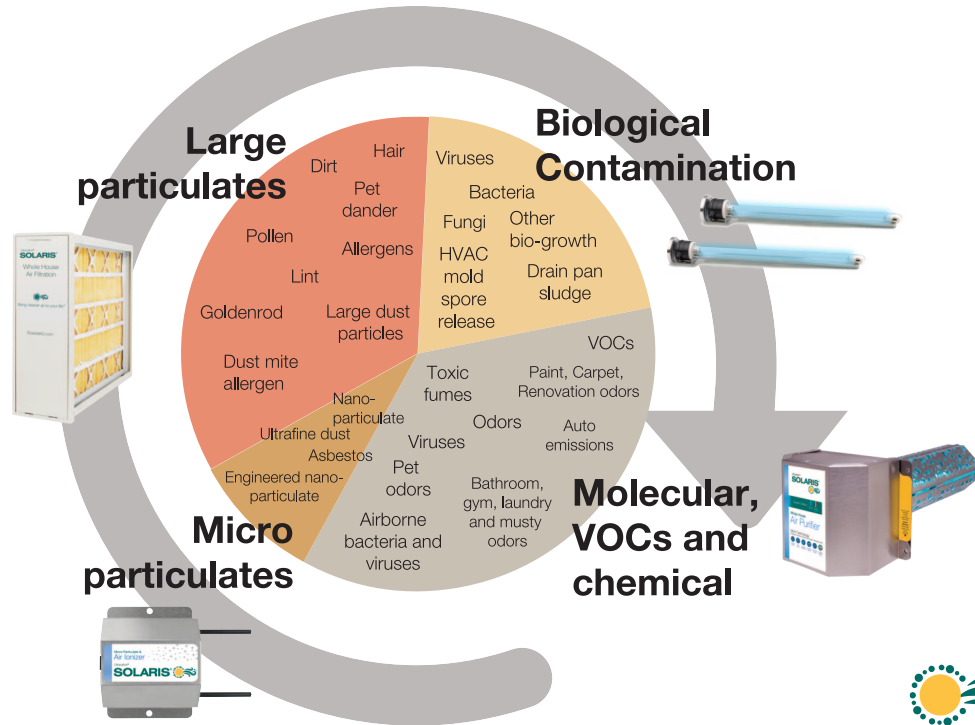 Large
particulates
Dirt
Hair
Pet
dander
Pollen
Allergens
Lint
Goldenrod
Large dust
particles
Dust mite
allergen
Biological
Contamination
Viruses
Bacteria
Fungi
Other
bio-growth
HVAC
mold
spore
release
Drain pan
sludge
Molecular,
VOCs and
chemical
VOCs
Toxic
fumes
Paint, Carpet,
Renovation odors
Odors
Auto
emissions
Viruses
Pet
odors
Bathroom,
gym, laundry
and musty
odors
Airborne
bacteria and
viruses
Micro
particulates
Nano-
particulate
Ultrafine dust
Asbestos
Engineered nano-
particulate
SOLARIS
Whole House
Air Filtration
SOLARIS
Air Purifier
Air Ionizer
SOLARIS